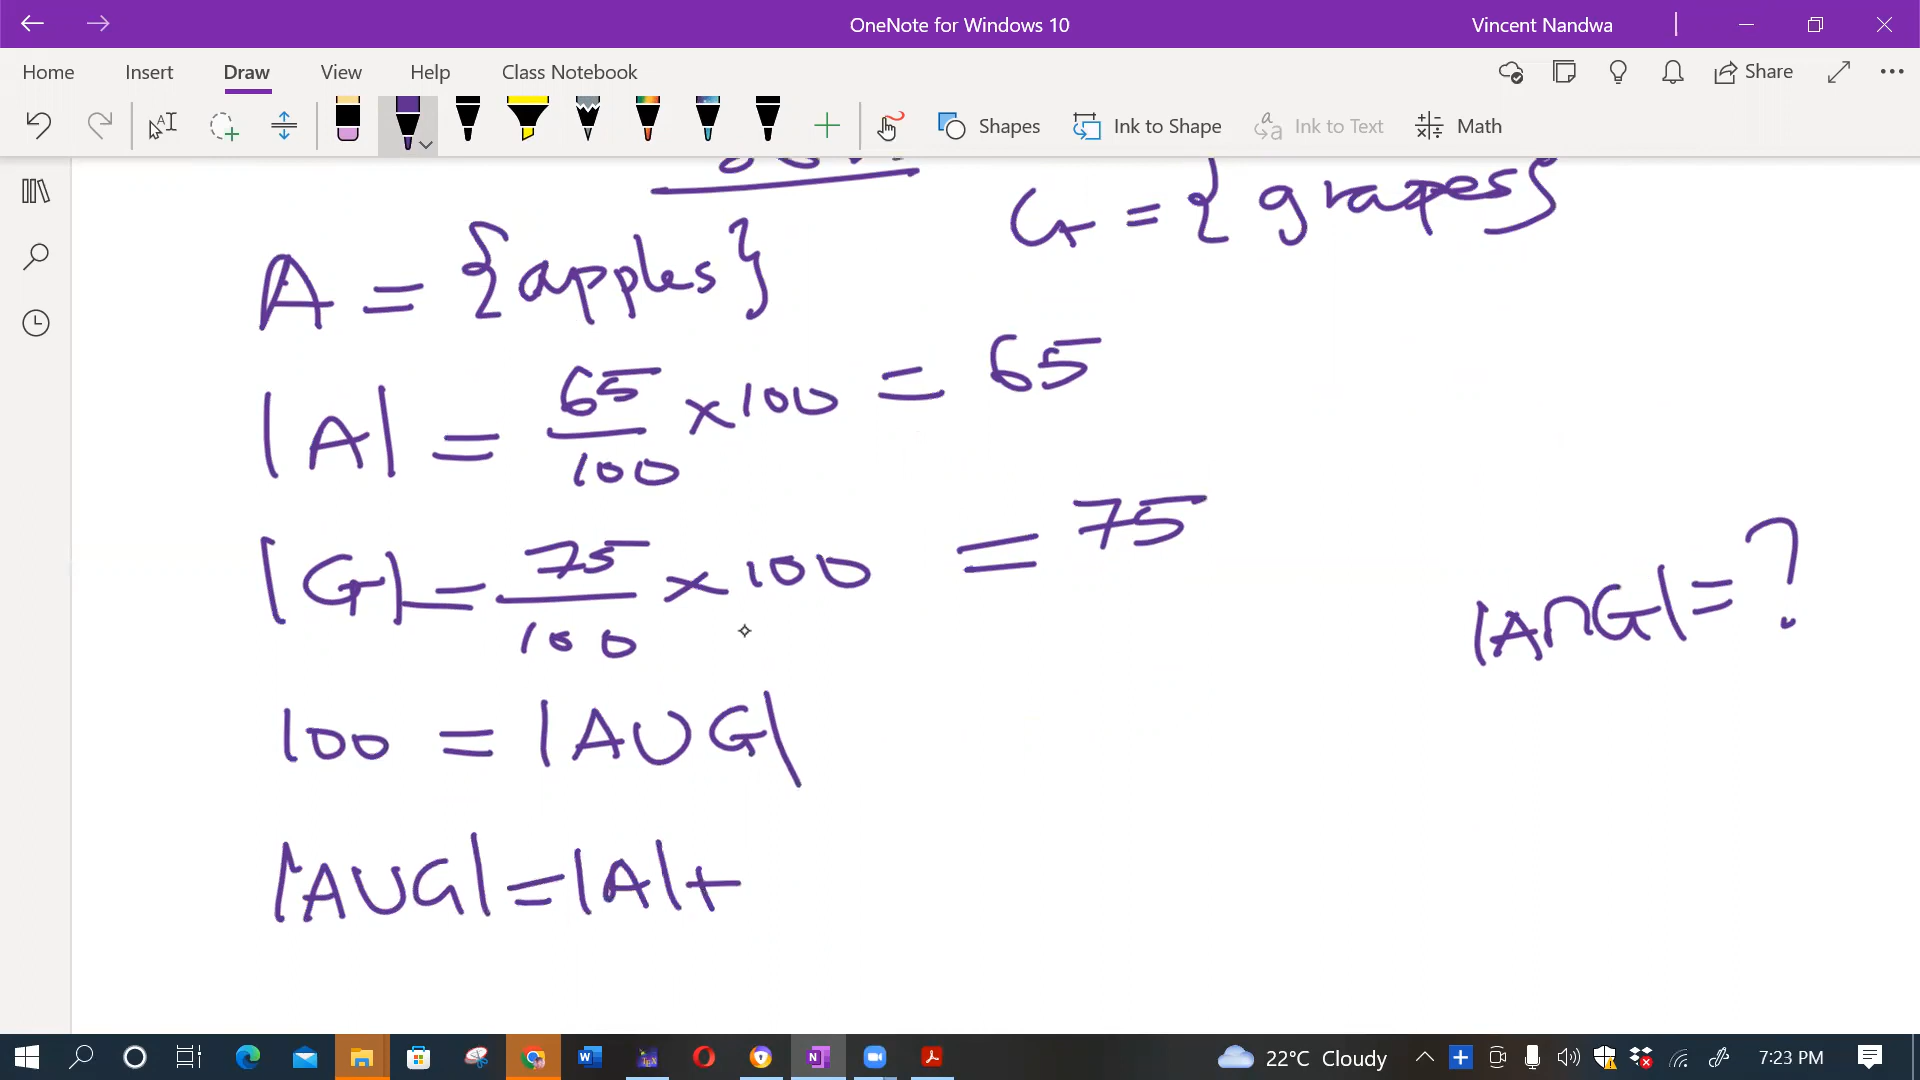 OneNote for Windows 10
Vincent Nandwa
Home Insert Draw View Help Class Notebook
Share
Shapes Ink to Shape Ink to Text Math
G = {grapes}
A = {apples}
|A| = 65/100 × 100 = 65
|G| = 75/100 × 100 = 75
|A∩G| = ?
100 = |A∪G|
|A∪G| = |A| +
22°C Cloudy
7:23 PM